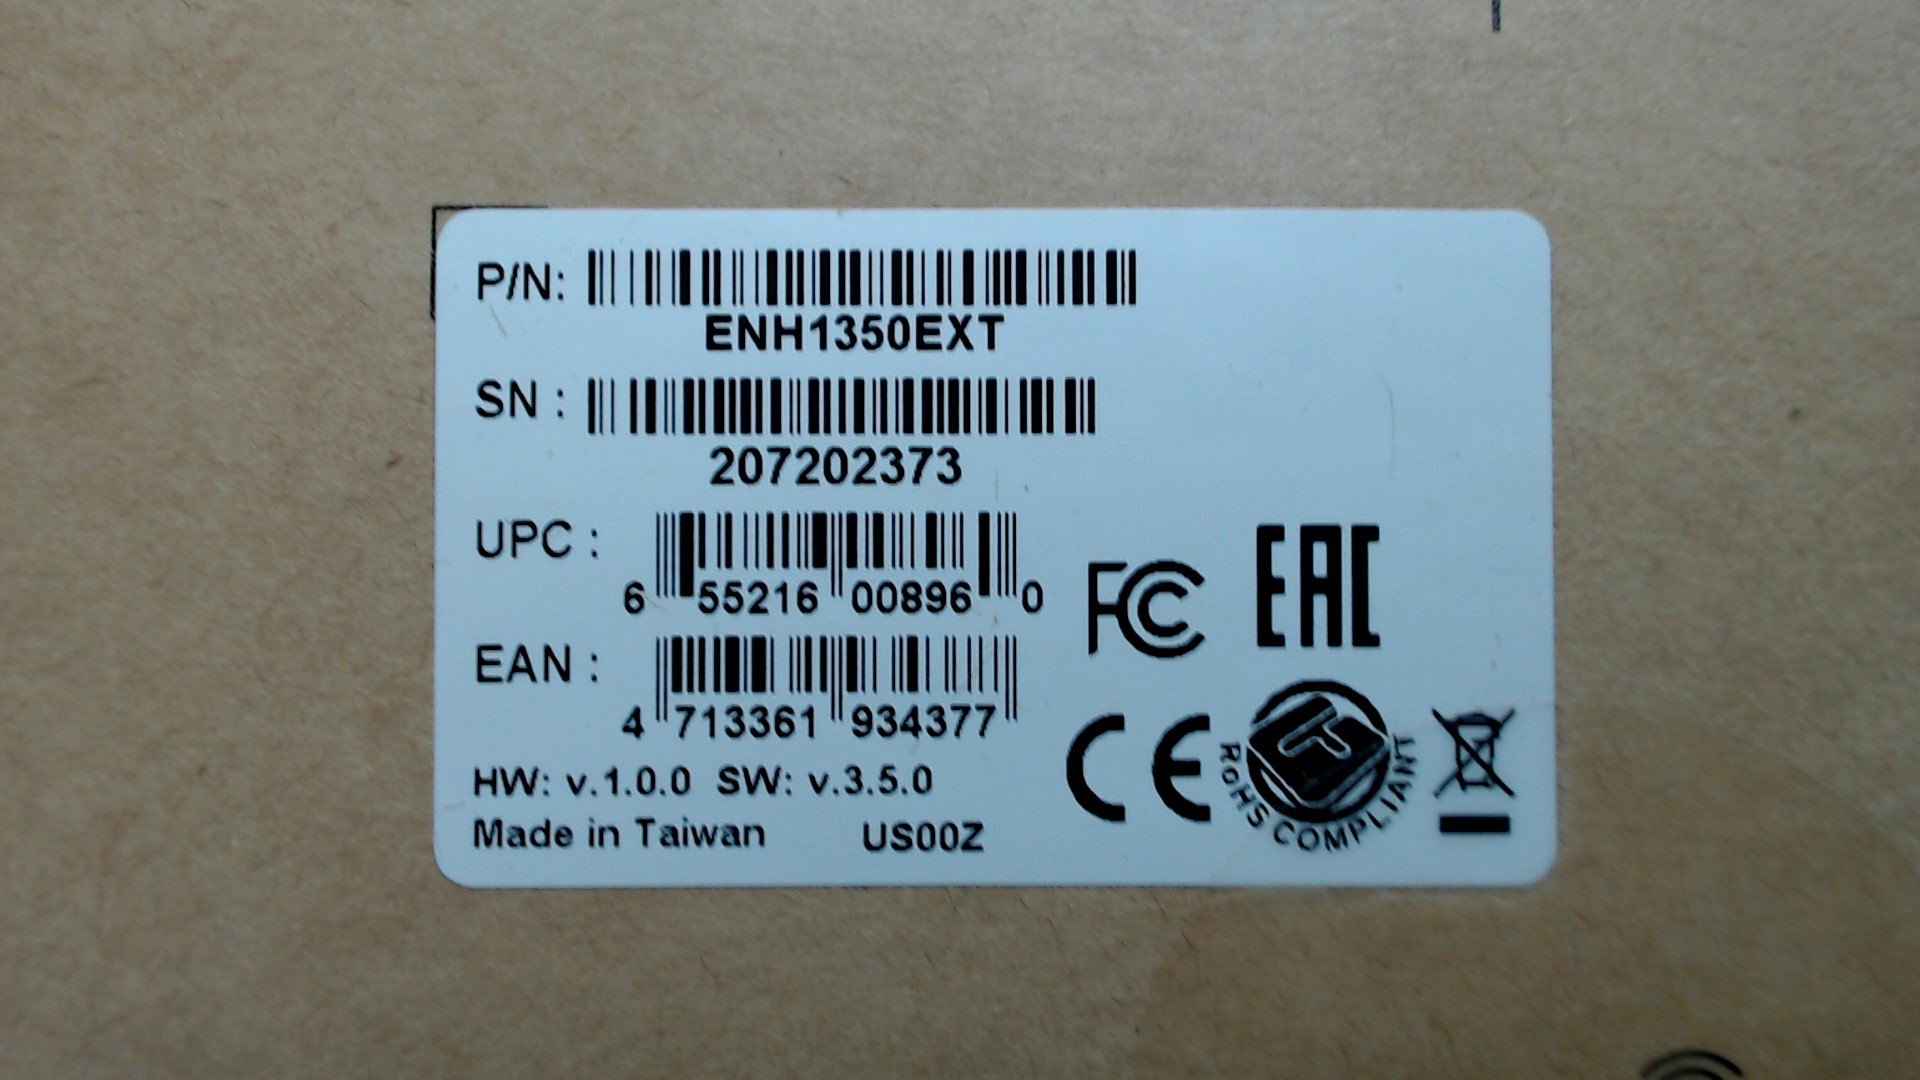 P/N:
ENH1350EXT
SN :
207202373
UPC :
6 55216 00896 0
EAN :
4 713361 934377
HW: v.1.0.0 SW: v.3.5.0
Made in Taiwan US00Z
FC
EAC
CE
RoHS COMPLIANT